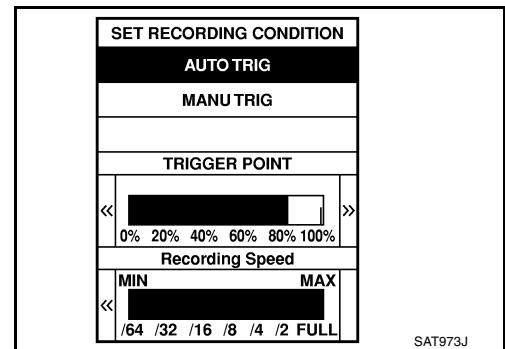 SET RECORDING CONDITION
AUTO TRIG
MANU TRIG
TRIGGER POINT
« »
0% 20% 40% 60% 80% 100%
Recording Speed
MIN MAX
«
/64 /32 /16 /8 /4 /2 FULL
SAT973J